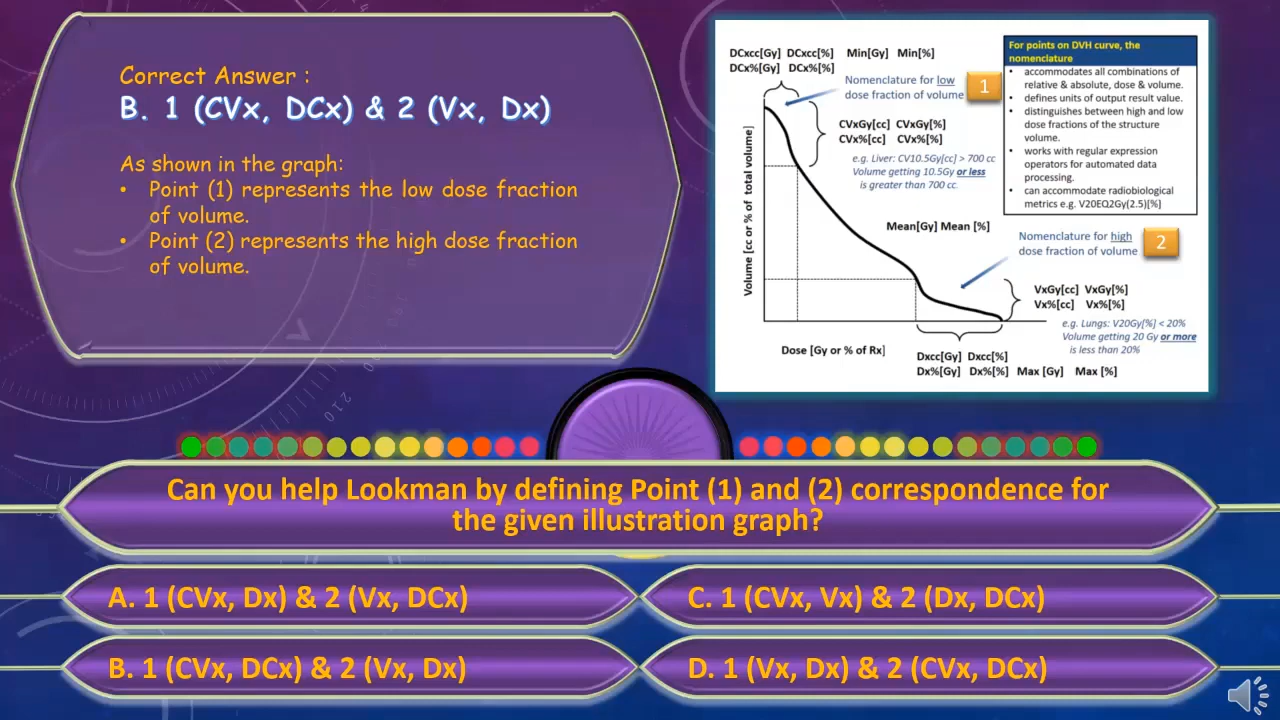 Correct Answer :
B. 1 (CVx, DCx) & 2 (Vx, Dx)
As shown in the graph:
• Point (1) represents the low dose fraction
of volume.
• Point (2) represents the high dose fraction
of volume.
DCxcc[Gy] DCxcc[%] Min[Gy] Min[%]
DCx%[Gy] DCx%[%]
Nomenclature for low
dose fraction of volume
1
CVxGy[cc] CVxGy[%]
CVx%[cc] CVx%[%]
e.g. Liver: CV10.5Gy[cc] > 700 cc
Volume getting 10.5Gy or less
is greater than 700 cc.
For points on DVH curve, the
nomenclature
• accommodates all combinations of
relative & absolute, dose & volume.
• defines units of output result value.
• distinguishes between high and low
dose fractions of the structure
volume.
• works with regular expression
operators for automated data
processing.
• can accommodate radiobiological
metrics e.g. V20EQ2Gy(2.5)[%]
Volume [cc or % of total volume]
Mean[Gy] Mean [%]
Nomenclature for high
dose fraction of volume
2
VxGy[cc] VxGy[%]
Vx%[cc] Vx%[%]
e.g. Lungs: V20Gy[%] < 20%
Volume getting 20 Gy or more
is less than 20%
Dose [Gy or % of Rx]
Dxcc[Gy] Dxcc[%]
Dx%[Gy] Dx%[%] Max [Gy] Max [%]
210
Can you help Lookman by defining Point (1) and (2) correspondence for
the given illustration graph?
A. 1 (CVx, Dx) & 2 (Vx, DCx)
C. 1 (CVx, Vx) & 2 (Dx, DCx)
B. 1 (CVx, DCx) & 2 (Vx, Dx)
D. 1 (Vx, Dx) & 2 (CVx, DCx)